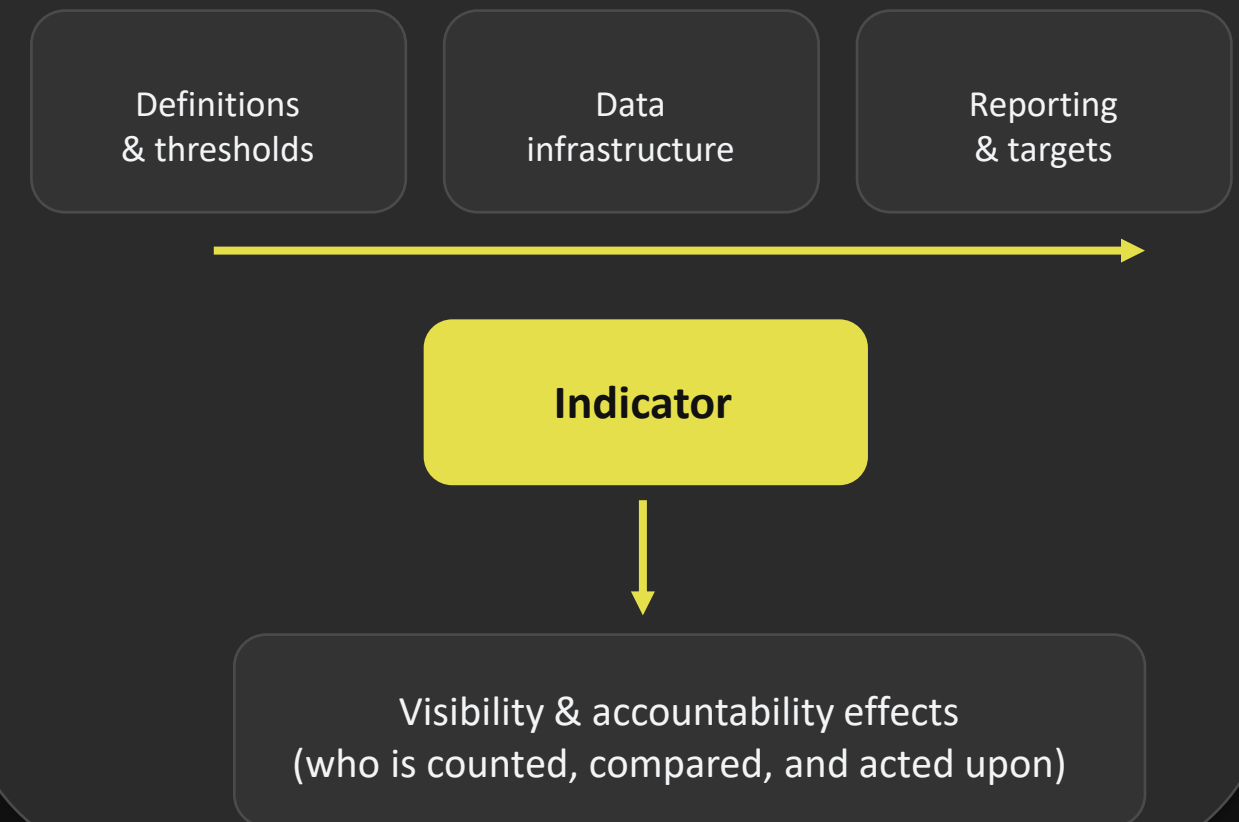 Definitions
& thresholds
Data
infrastructure
Reporting
& targets
Indicator
Visibility & accountability effects
(who is counted, compared, and acted upon)